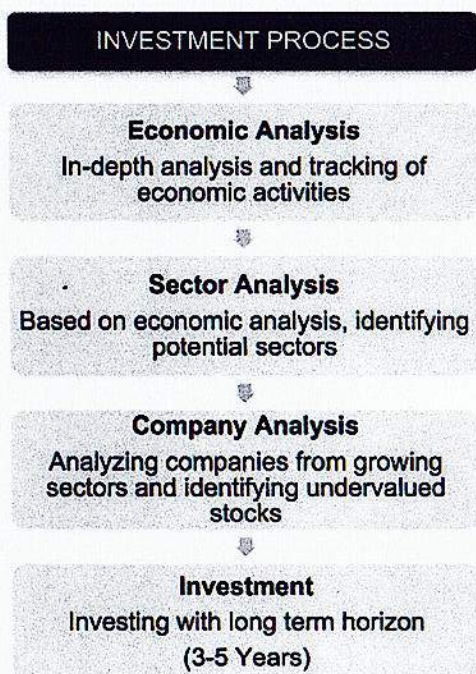 INVESTMENT PROCESS
Economic Analysis
In-depth analysis and tracking of
economic activities
Sector Analysis
Based on economic analysis, identifying
potential sectors
Company Analysis
Analyzing companies from growing
sectors and identifying undervalued
stocks
Investment
Investing with long term horizon
(3-5 Years)